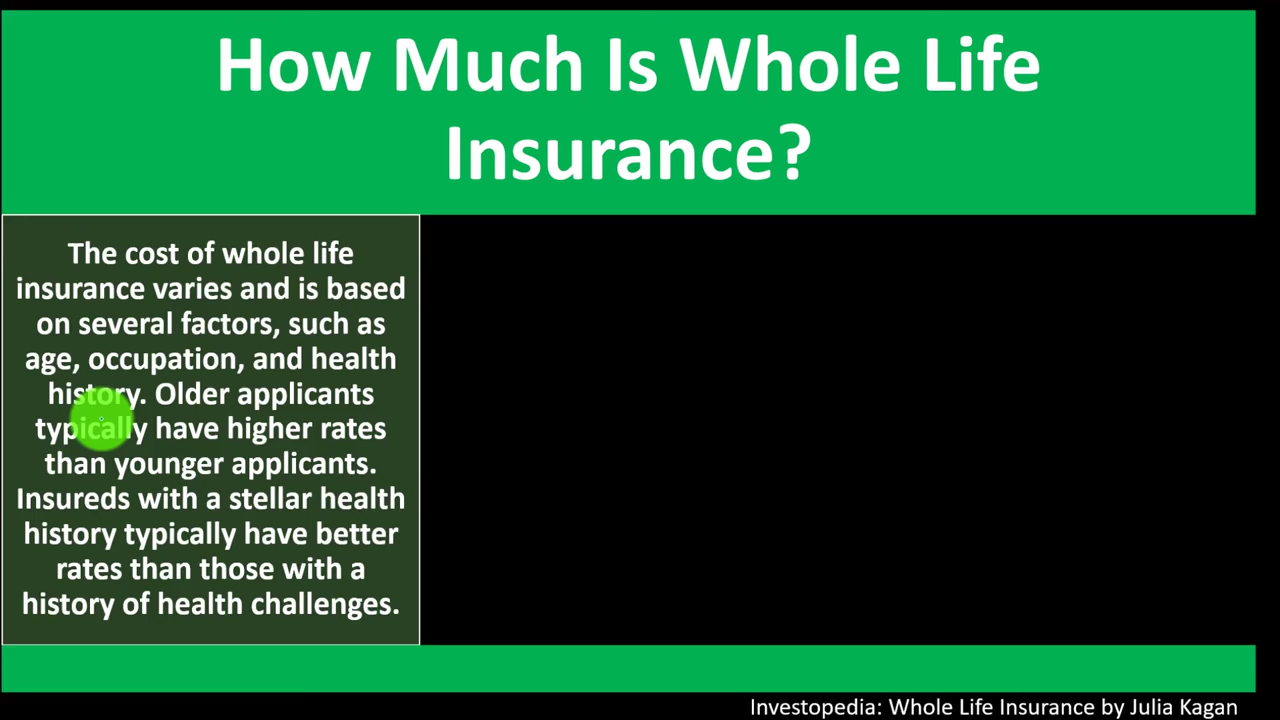 How Much Is Whole Life
Insurance?
The cost of whole life
insurance varies and is based
on several factors, such as
age, occupation, and health
history. Older applicants
typically have higher rates
than younger applicants.
Insureds with a stellar health
history typically have better
rates than those with a
history of health challenges.
Investopedia: Whole Life Insurance by Julia Kagan